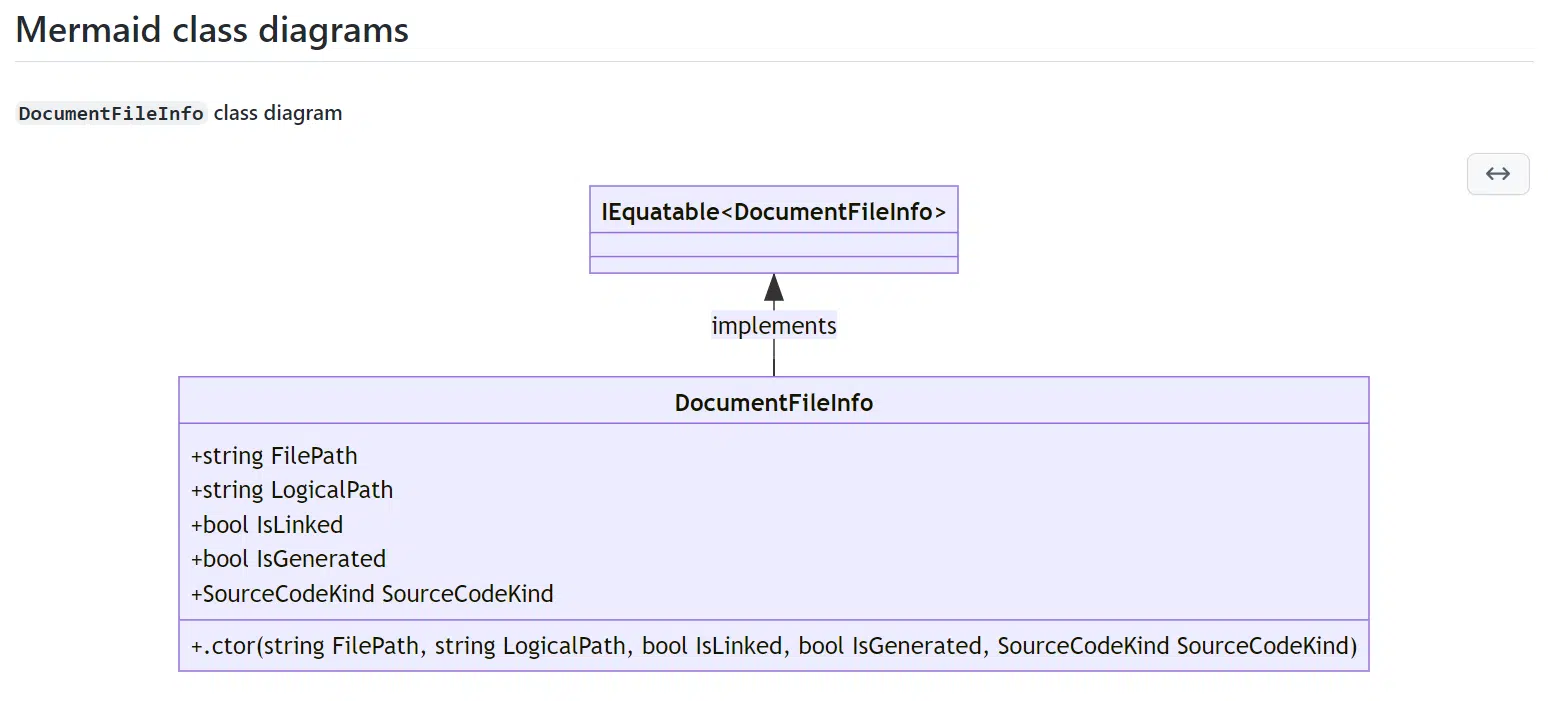 Mermaid class diagrams
DocumentFileInfo class diagram
IEquatable<DocumentFileInfo>
implements
DocumentFileInfo
+string FilePath
+string LogicalPath
+bool IsLinked
+bool IsGenerated
+SourceCodeKind SourceCodeKind
+.ctor(string FilePath, string LogicalPath, bool IsLinked, bool IsGenerated, SourceCodeKind SourceCodeKind)